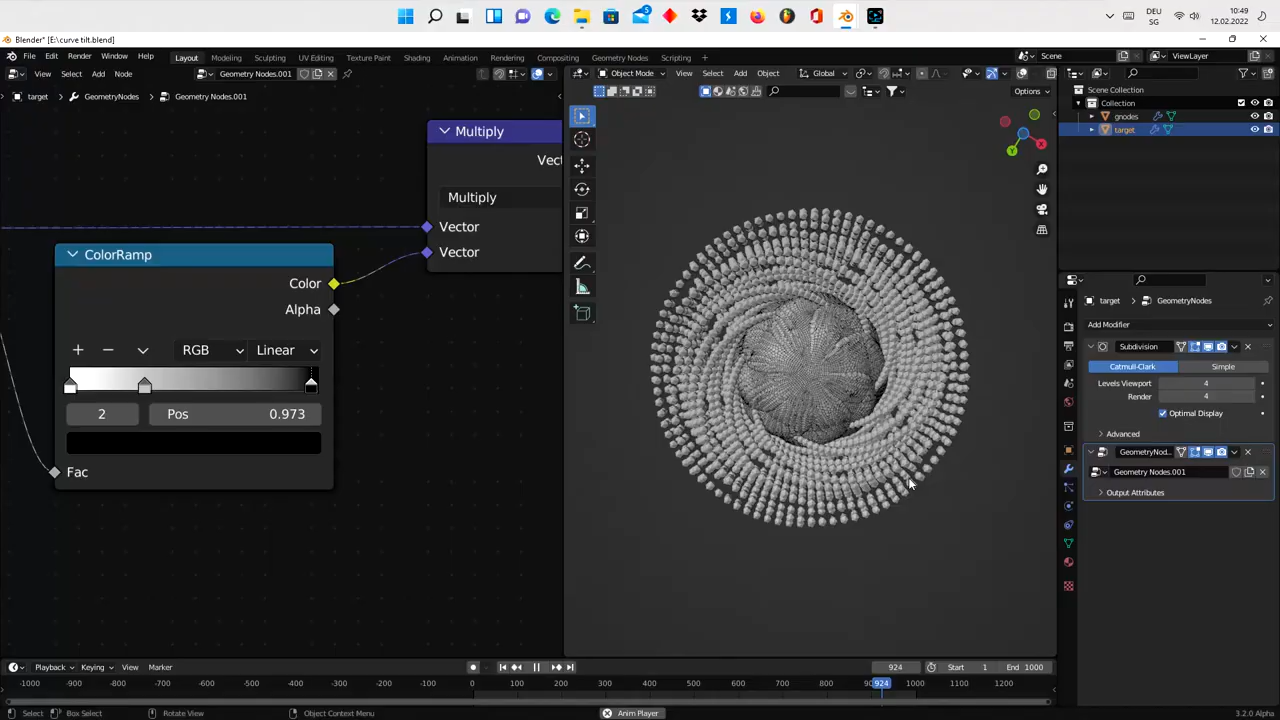 DEU
SG
10:49
12.02.2022
5
Blender* [E:\curve tilt.blend]
File Edit Render Window Help
Layout Modeling Sculpting UV Editing Texture Paint Shading Animation Rendering Compositing Geometry Nodes Scripting
Scene
ViewLayer
View Select Add Node
Geometry Nodes.001
Object Mode
View Select Add Object
Global
target GeometryNodes Geometry Nodes.001
Options
Scene Collection
Collection
gnodes
target
Multiply
Vect
Multiply
Vector
Vector
ColorRamp
Color
Alpha
RGB
Linear
2
Pos 0.973
Fac
target GeometryNodes
Add Modifier
Subdivision
Catmull-Clark
Simple
Levels Viewport 4
Render 4
Optimal Display
Advanced
GeometryNod...
Geometry Nodes.001
Output Attributes
Playback Keying View Marker
924
Start 1
End 1000
-1000 -900 -800 -700 -600 -500 -400 -300 -200 -100 0 100 200 300 400 500 600 700 800 924 1000 1100 1200
Select
Box Select
Rotate View
Object Context Menu
Anim Player
3.2.0 Alpha